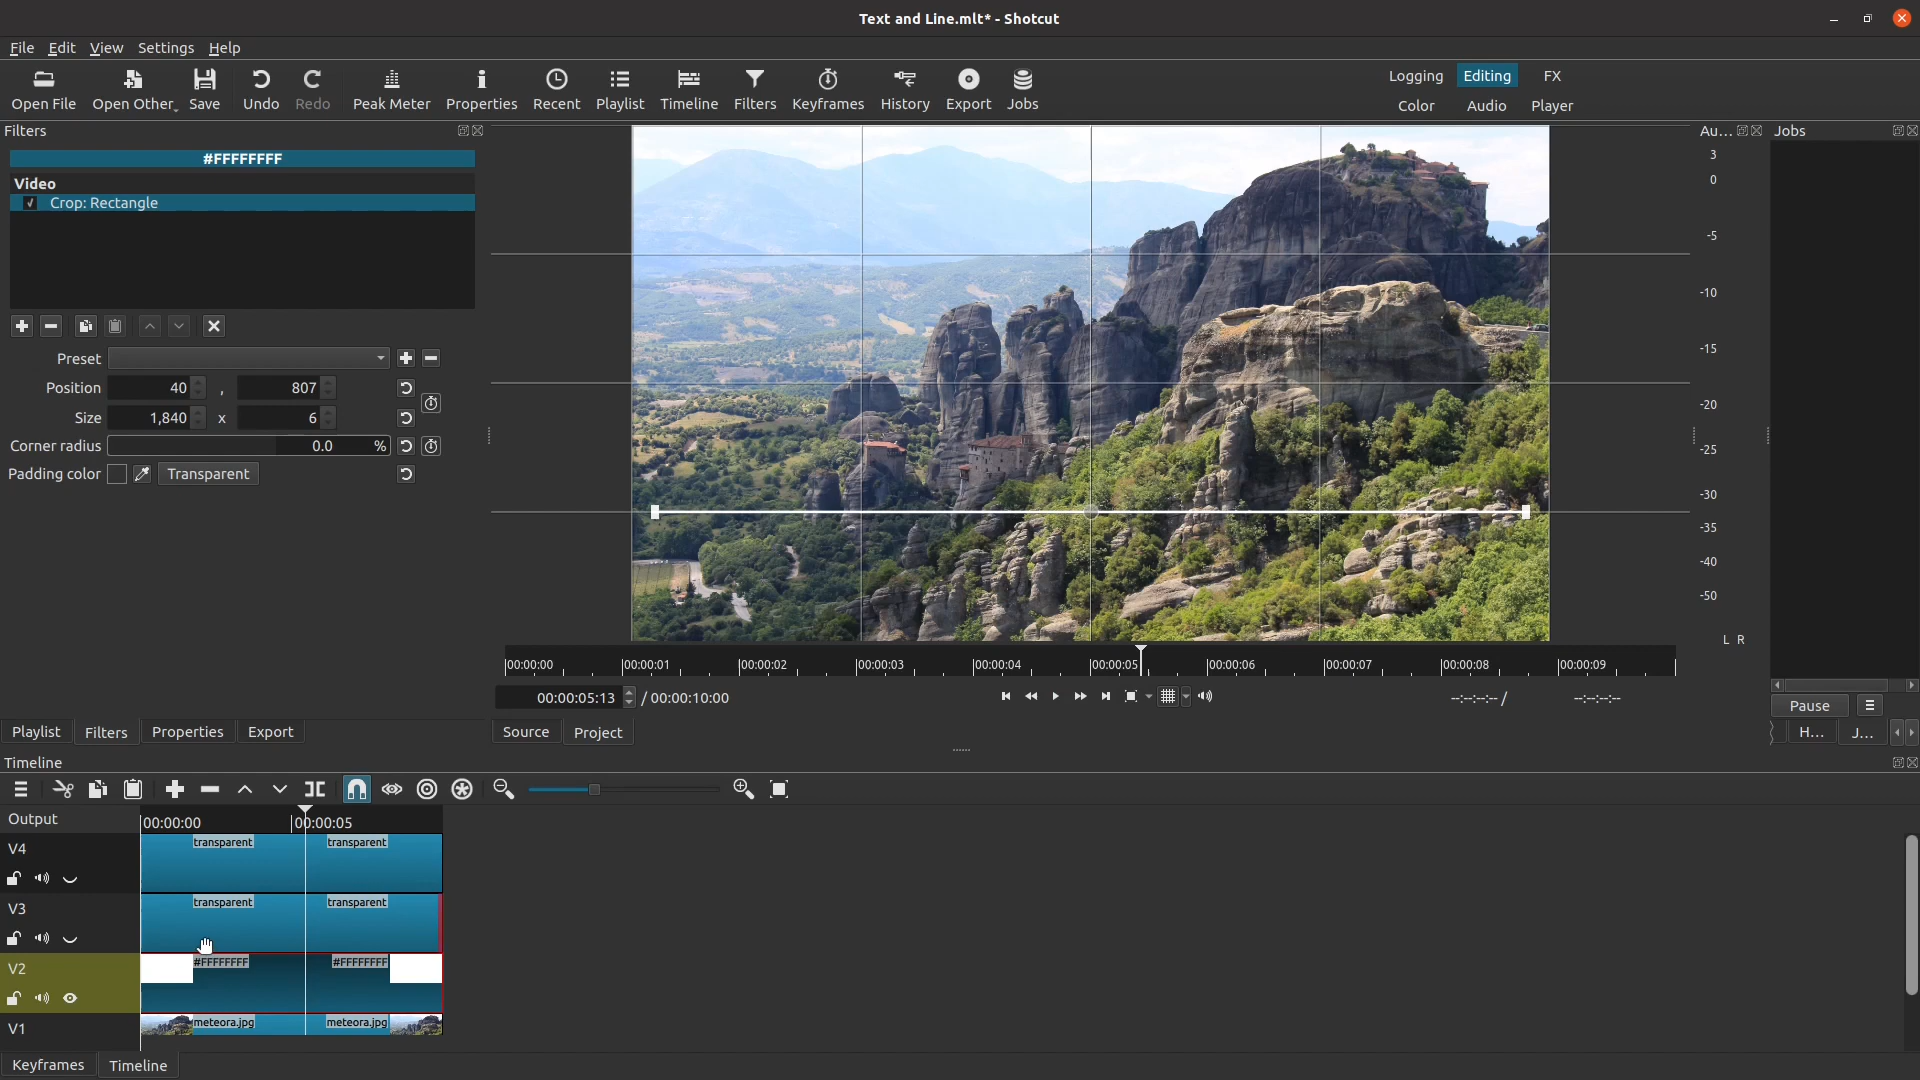 Text and Line.mlt* - Shotcut
File Edit View Settings Help
Open File Open Other Save Undo Redo Peak Meter Properties Recent Playlist Timeline Filters Keyframes History Export Jobs
Logging Editing FX
Color Audio Player
Filters
#FFFFFFFF
Video
Crop: Rectangle
Preset
Position 40 , 807
Size 1,840 x 6
Corner radius 0.0 %
Padding color Transparent
Au...
3
0
-5
-10
-15
-20
-25
-30
-35
-40
-50
L R
Jobs
00:00:00 00:00:01 00:00:02 00:00:03 00:00:04 00:00:05 00:00:06 00:00:07 00:00:08 00:00:09
00:00:05:13 / 00:00:10:00
--:--:--:-- / --:--:--:--
Pause
Playlist Filters Properties Export
Source Project
H... J...
Timeline
Output
00:00:00 00:00:05
V4
transparent transparent
V3
transparent transparent
V2
#FFFFFFFF #FFFFFFFF
V1
meteora.jpg meteora.jpg
Keyframes Timeline